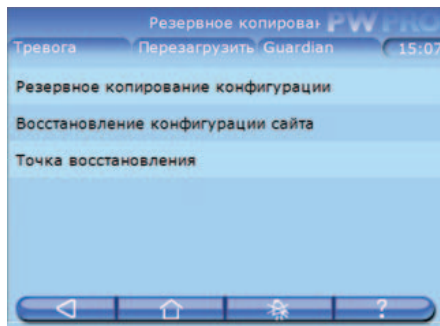 Резервное копирован PWPRO
Тревога Перезагрузить Guardian 15:07
Резервное копирование конфигурации
Восстановление конфигурации сайта
Точка восстановления
?